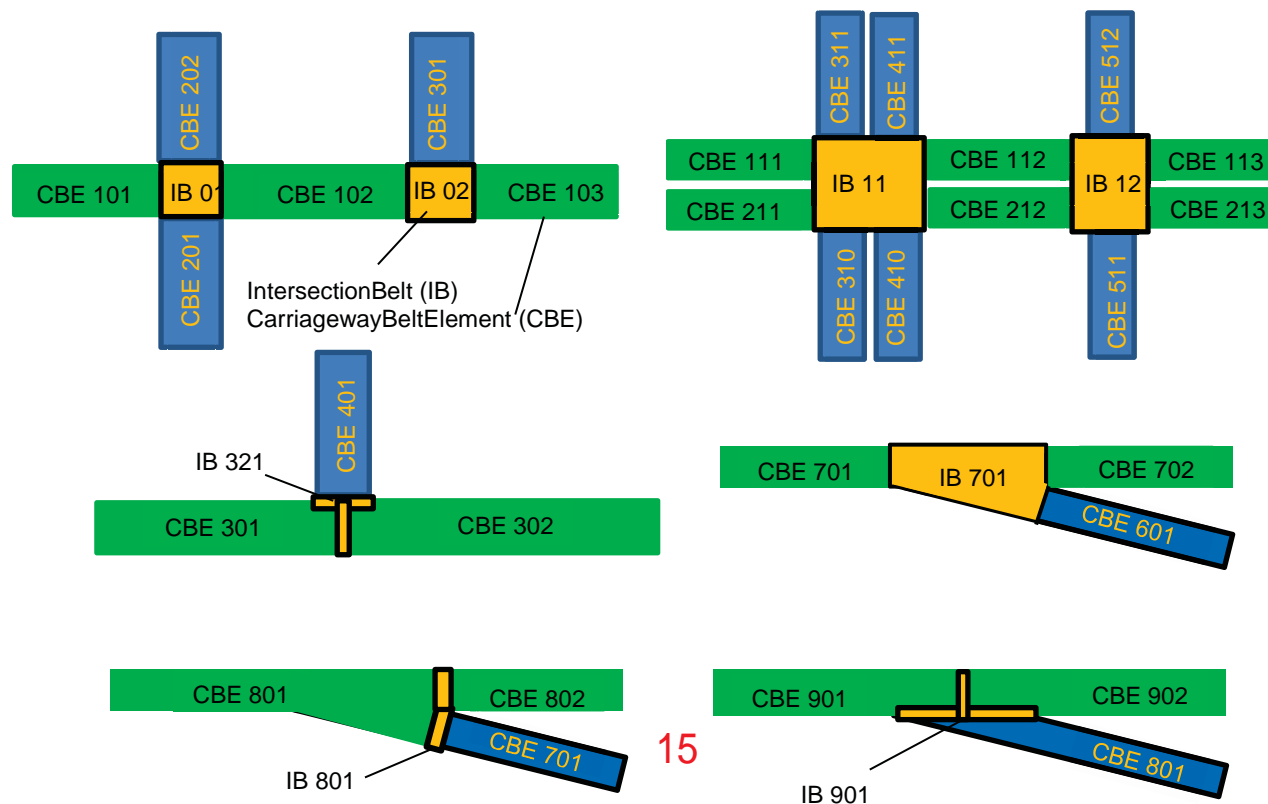 CBE 202
CBE 301
CBE 101
IB 01
CBE 102
IB 02
CBE 103
CBE 201
IntersectionBelt (IB)
CarriagewayBeltElement (CBE)
CBE 311
CBE 411
CBE 512
CBE 111
CBE 112
CBE 113
IB 11
IB 12
CBE 211
CBE 212
CBE 213
CBE 310
CBE 410
CBE 511
CBE 401
IB 321
CBE 301
CBE 302
CBE 701
IB 701
CBE 702
CBE 601
CBE 801
CBE 802
CBE 701
IB 801
15
CBE 901
CBE 902
CBE 801
IB 901